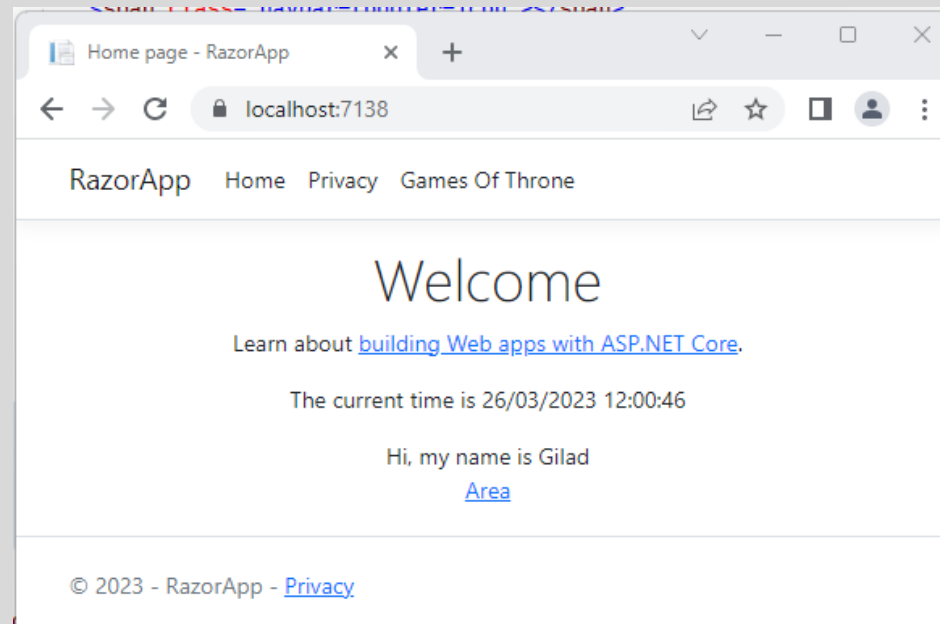 Home page - RazorApp
localhost:7138
RazorApp Home Privacy Games Of Throne
Welcome
Learn about building Web apps with ASP.NET Core.
The current time is 26/03/2023 12:00:46
Hi, my name is Gilad
Area
© 2023 - RazorApp - Privacy